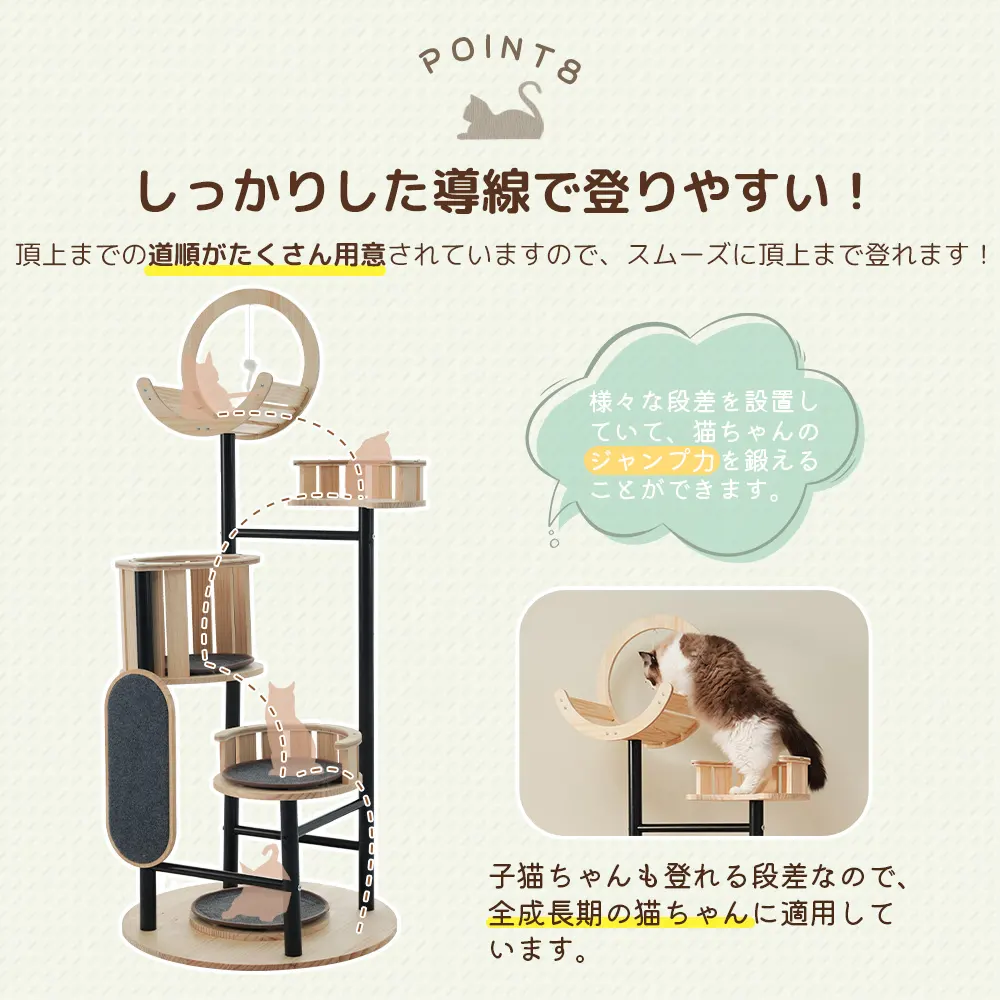 POINT8
しっかりした導線で登りやすい！
頂上までの道順がたくさん用意されていますので、スムーズに頂上まで登れます！
様々な段差を設置し
ていて、猫ちゃんの
ジャンプ力を鍛える
ことができます。
子猫ちゃんも登れる段差なので、
全成長期の猫ちゃんに適用して
います。